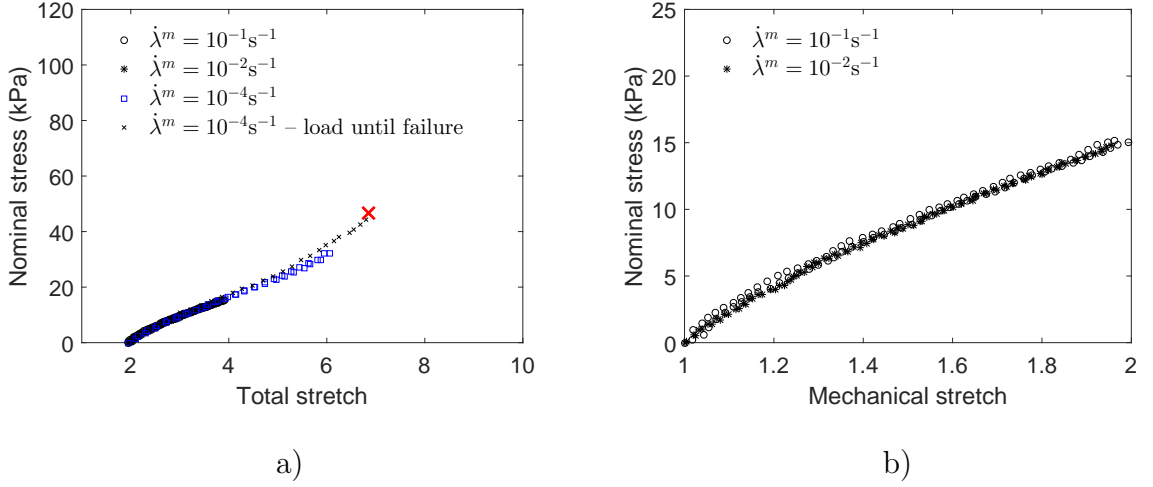 120
100
80
60
40
20
0
Nominal stress (kPa)
λ̇ᵐ = 10⁻¹s⁻¹
λ̇ᵐ = 10⁻²s⁻¹
λ̇ᵐ = 10⁻⁴s⁻¹
λ̇ᵐ = 10⁻⁴s⁻¹ – load until failure
2 4 6 8 10
Total stretch
a)
25
20
15
10
5
0
Nominal stress (kPa)
λ̇ᵐ = 10⁻¹s⁻¹
λ̇ᵐ = 10⁻²s⁻¹
1 1.2 1.4 1.6 1.8 2
Mechanical stretch
b)